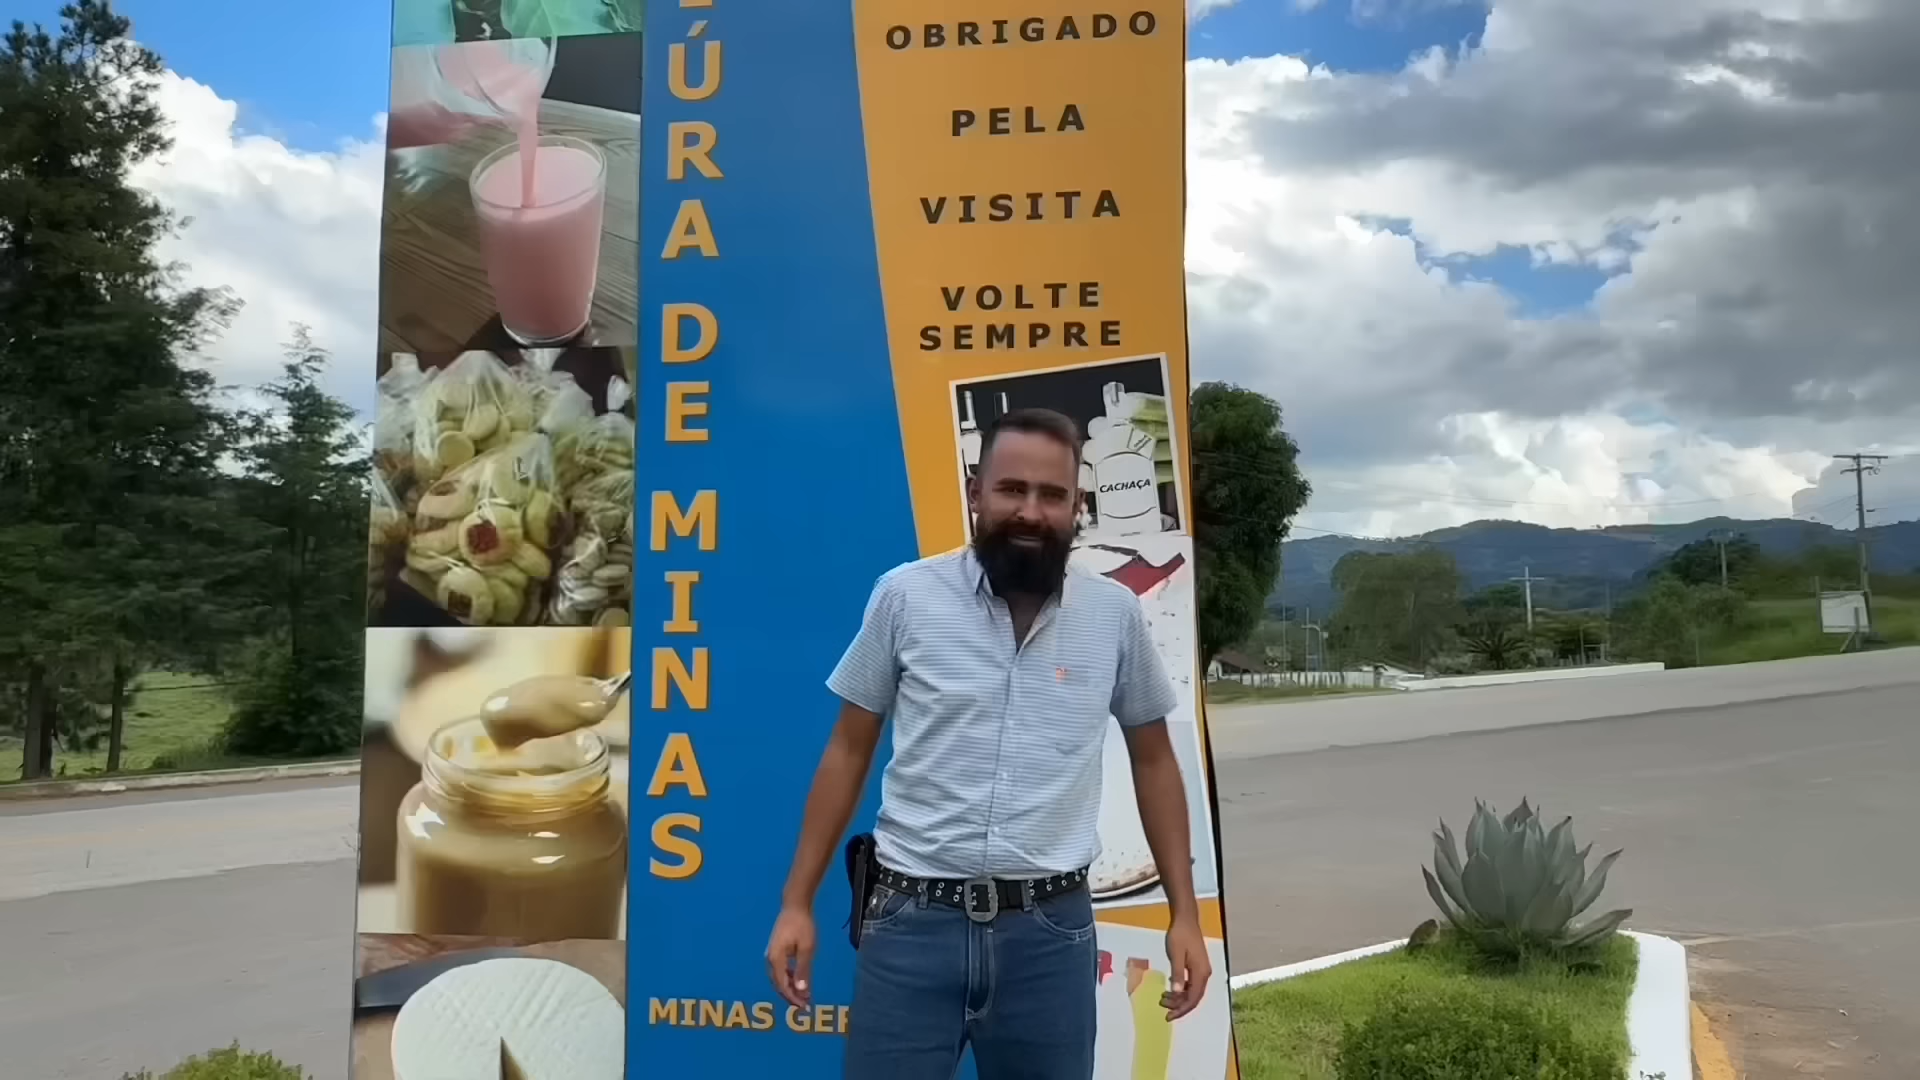 ÚRA DE MINAS
MINAS GER
OBRIGADO
PELA
VISITA
VOLTE
SEMPRE
CACHAÇA